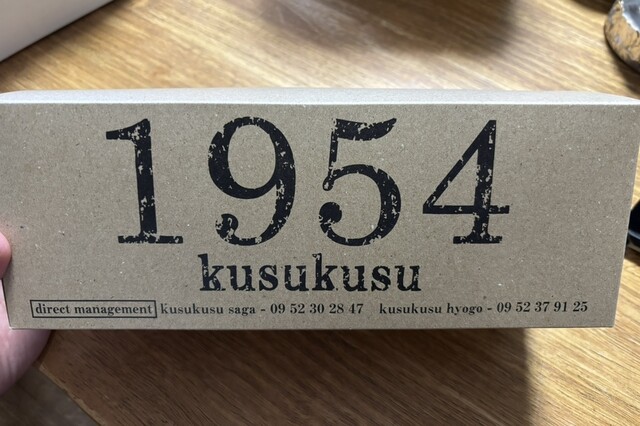 1954
kusukusu
direct management kusukusu saga - 09 52 30 28 47 kusukusu hyogo - 09 52 37 91 25